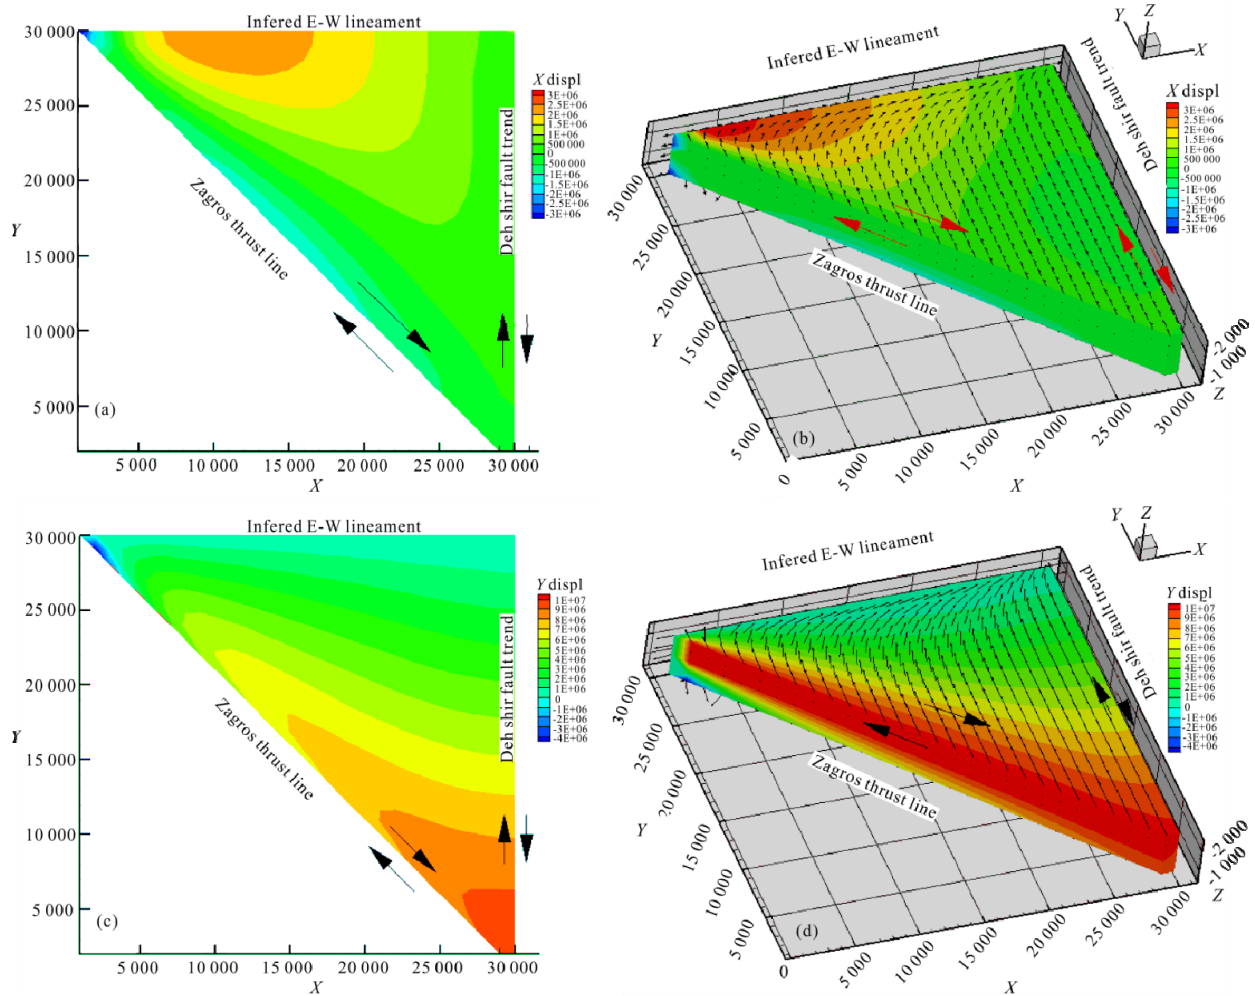 Infered E-W lineament
30 000
25 000
20 000
Y
15 000
10 000
5 000
(a)
5 000 10 000 15 000 20 000 25 000 30 000
X
Zagros thrust line
Deh shir fault trend
X displ
3E+06
2.5E+06
2E+06
1.5E+06
1E+06
500 000
0
-500 000
-1E+06
-1.5E+06
-2E+06
-2.5E+06
-3E+06
Infered E-W lineament
Y Z X
Deh shir fault trend
X displ
3E+06
2.5E+06
2E+06
1.5E+06
1E+06
500 000
0
-500 000
-1E+06
-1.5E+06
-2E+06
-2.5E+06
-3E+06
Zagros thrust line
30 000
25 000
20 000
Y
15 000
10 000
5 000
(b)
0 5 000 10 000 15 000 20 000 25 000 30 000
X
-2 000
-1 000
Z
Infered E-W lineament
30 000
25 000
20 000
Y
15 000
10 000
5 000
(c)
5 000 10 000 15 000 20 000 25 000 30 000
X
Zagros thrust line
Deh shir fault trend
Y displ
1E+07
9E+06
8E+06
7E+06
6E+06
5E+06
4E+06
3E+06
2E+06
1E+06
0
-1E+06
-2E+06
-3E+06
-4E+06
Infered E-W lineament
Y Z X
Deh shir fault trend
Y displ
1E+07
9E+06
8E+06
7E+06
6E+06
5E+06
4E+06
3E+06
2E+06
1E+06
0
-1E+06
-2E+06
-3E+06
-4E+06
Zagros thrust line
30 000
25 000
20 000
Y
15 000
10 000
5 000
(d)
0 5 000 10 000 15 000 20 000 25 000 30 000
X
-2 000
-1 000
Z